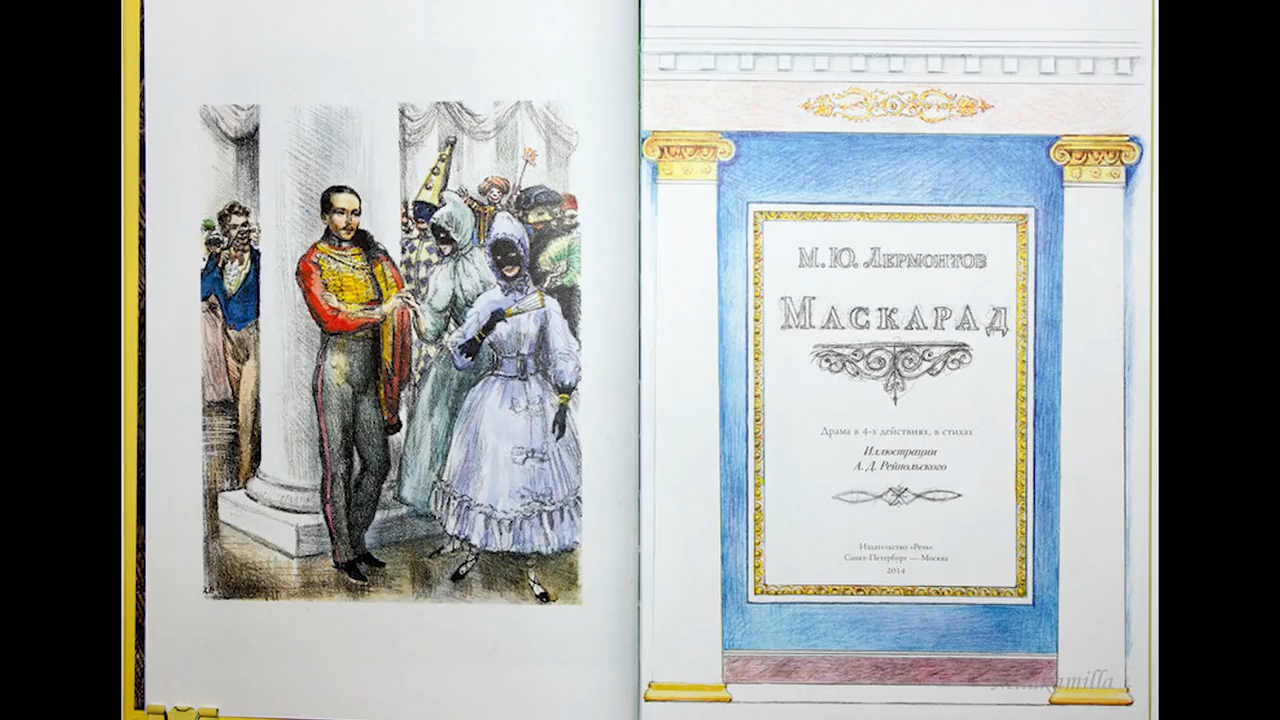 М. Ю. Лермонтов
Маскарад
Драма в 4-х действиях, в стихах
Иллюстрации
А. Д. Рейпольского
Издательство «Речь»
Санкт-Петербург — Москва
2014